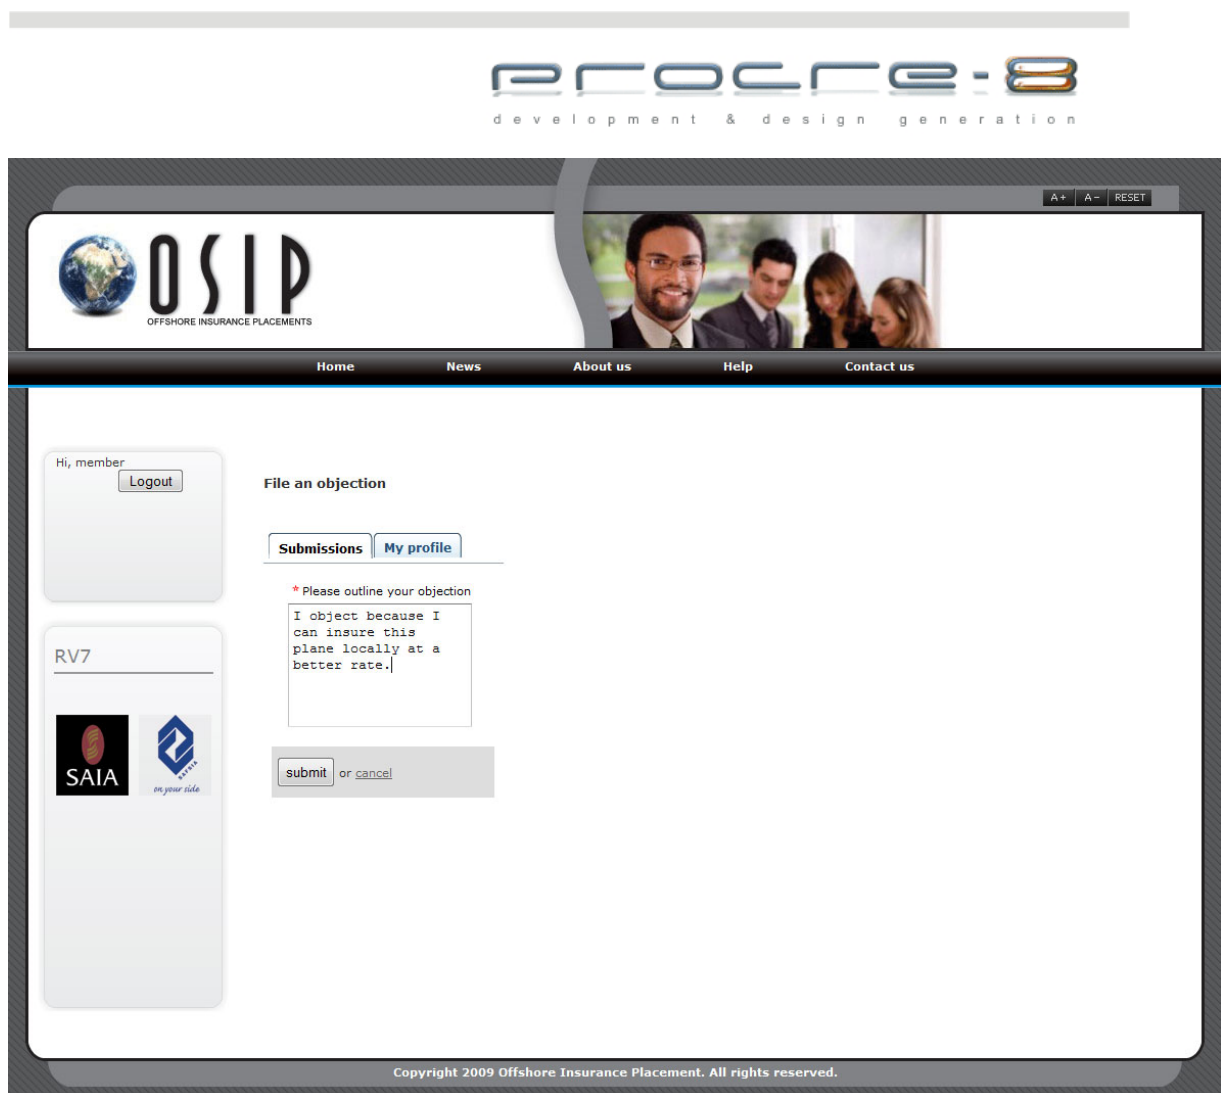 procre-8
development & design generation
A+ A- RESET
OSIP
OFFSHORE INSURANCE PLACEMENTS
Home News About us Help Contact us
Hi, member
Logout
File an objection
Submissions My profile
* Please outline your objection
I object because I
can insure this
plane locally at a
better rate.
RV7
SAIA
on your side
submit or cancel
Copyright 2009 Offshore Insurance Placement. All rights reserved.